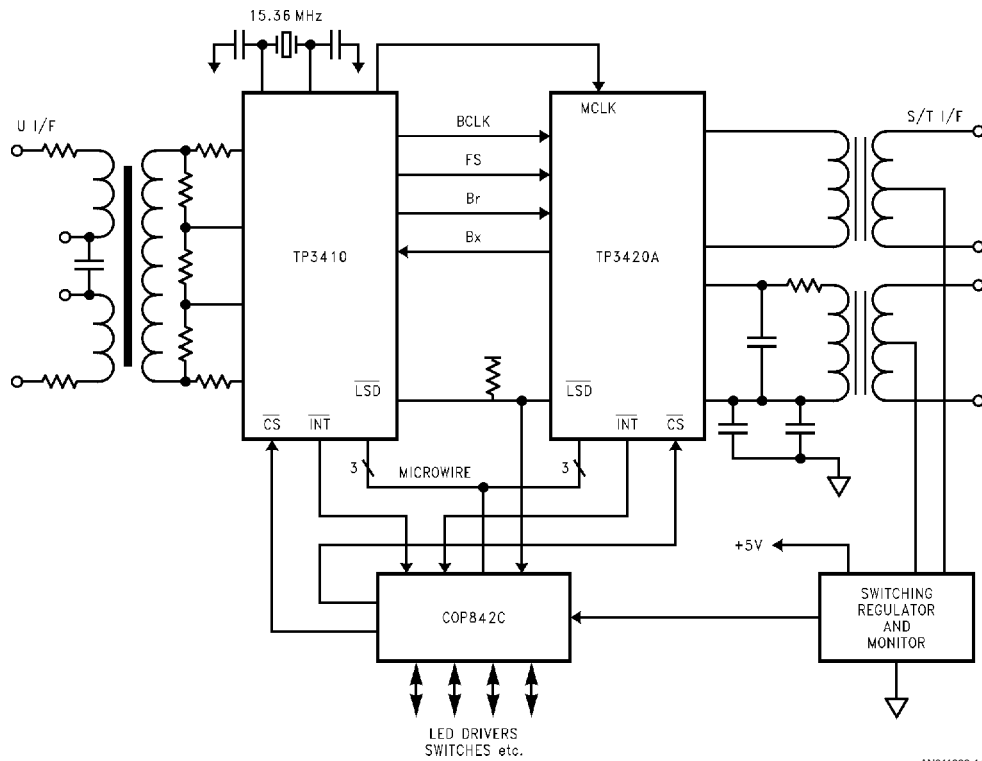 15.36 MHz
U I/F
S/T I/F
MCLK
BCLK
FS
Br
Bx
TP3410
TP3420A
LSD
LSD
CS
INT
INT
CS
3
MICROWIRE
3
+5V
COP842C
SWITCHING
REGULATOR
AND
MONITOR
LED DRIVERS
SWITCHES etc.